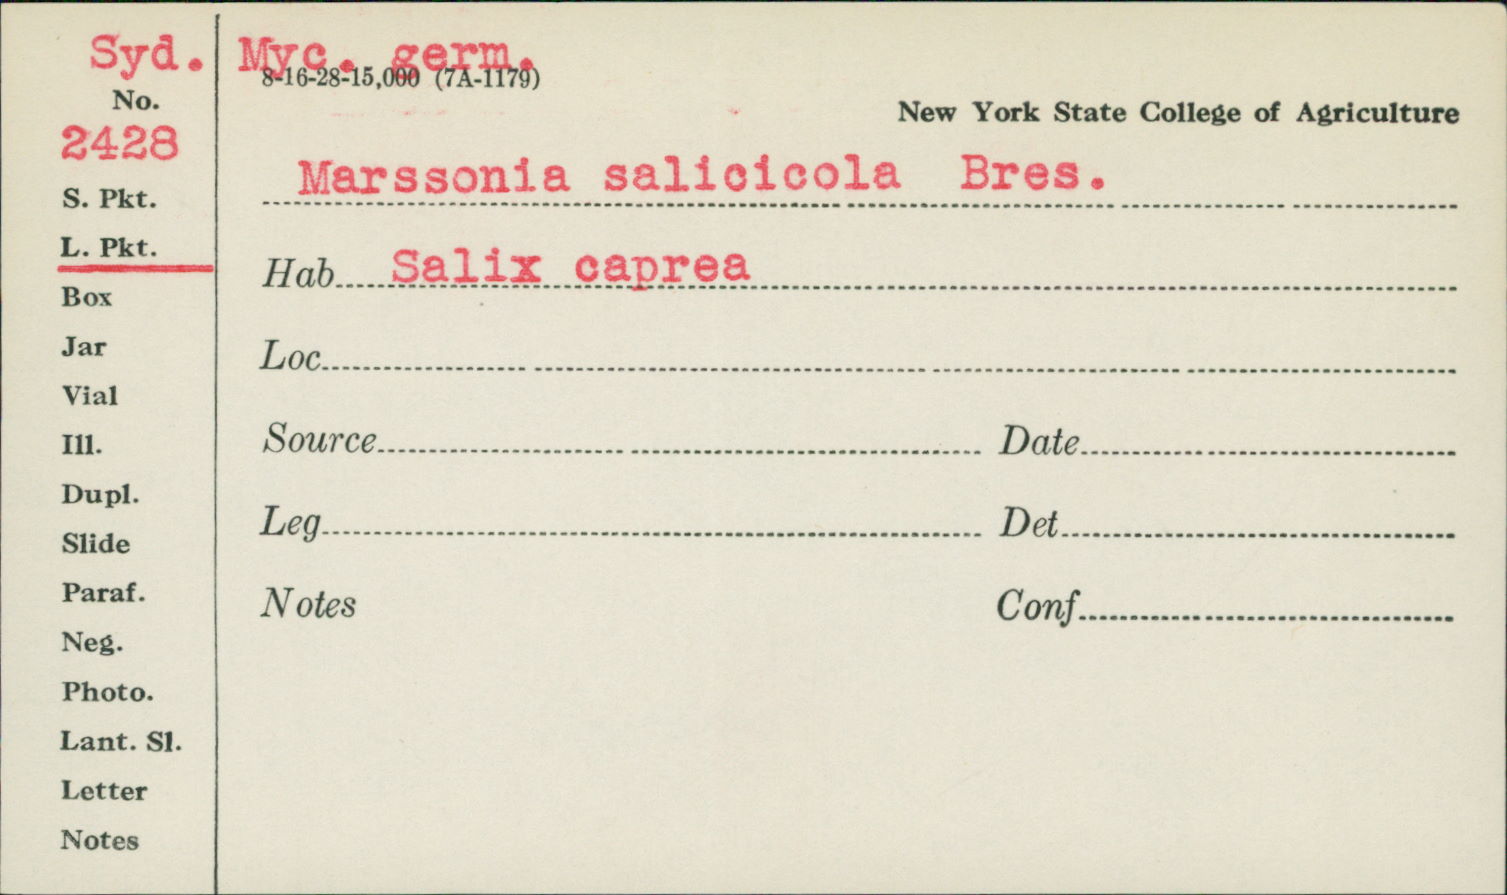 Syd. Myc. germ.
8-16-28-15,000 (7A-1179)
New York State College of Agriculture
No.
2428
Marssonia salicicola Bres.
S. Pkt.
L. Pkt.
Hab Salix caprea
Box
Jar
Loc
Vial
Ill.
Source Date
Dupl.
Slide
Leg Det
Paraf.
Notes Conf
Neg.
Photo.
Lant. Sl.
Letter
Notes